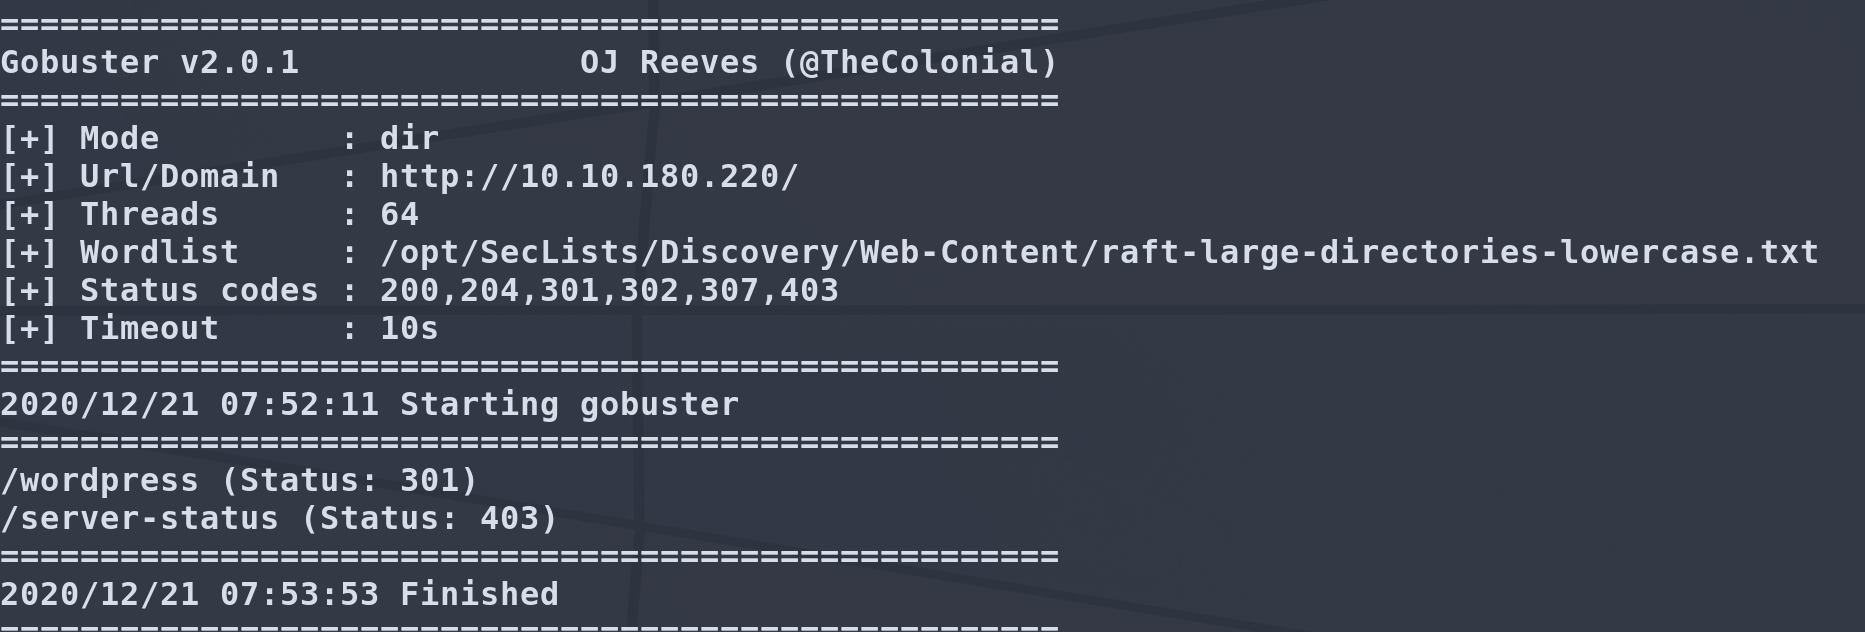 =====================================================
Gobuster v2.0.1              OJ Reeves (@TheColonial)
=====================================================
[+] Mode         : dir
[+] Url/Domain   : http://10.10.180.220/
[+] Threads      : 64
[+] Wordlist     : /opt/SecLists/Discovery/Web-Content/raft-large-directories-lowercase.txt
[+] Status codes : 200,204,301,302,307,403
[+] Timeout      : 10s
=====================================================
2020/12/21 07:52:11 Starting gobuster
=====================================================
/wordpress (Status: 301)
/server-status (Status: 403)
=====================================================
2020/12/21 07:53:53 Finished
=====================================================